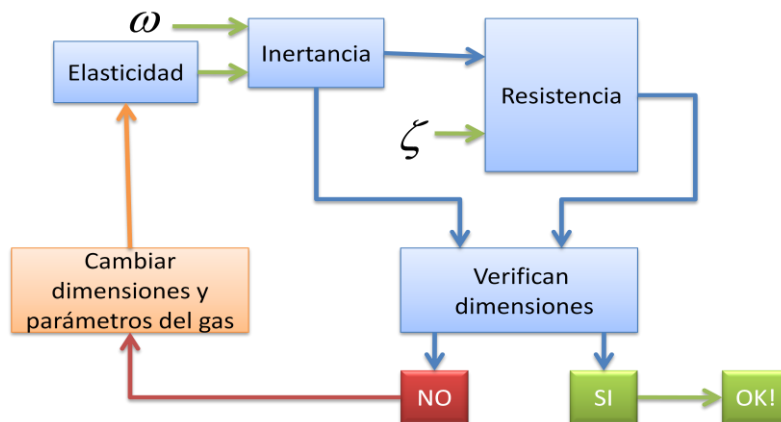 ω
Inertancia
Elasticidad
Resistencia
ζ
Cambiar
dimensiones y
parámetros del gas
Verifican
dimensiones
NO
SI
OK!